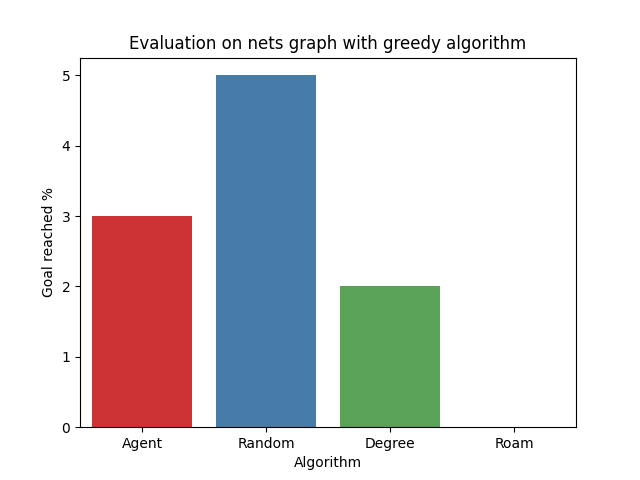 Evaluation on nets graph with greedy algorithm
Goal reached %
5
4
3
2
1
0
Agent Random Degree Roam
Algorithm